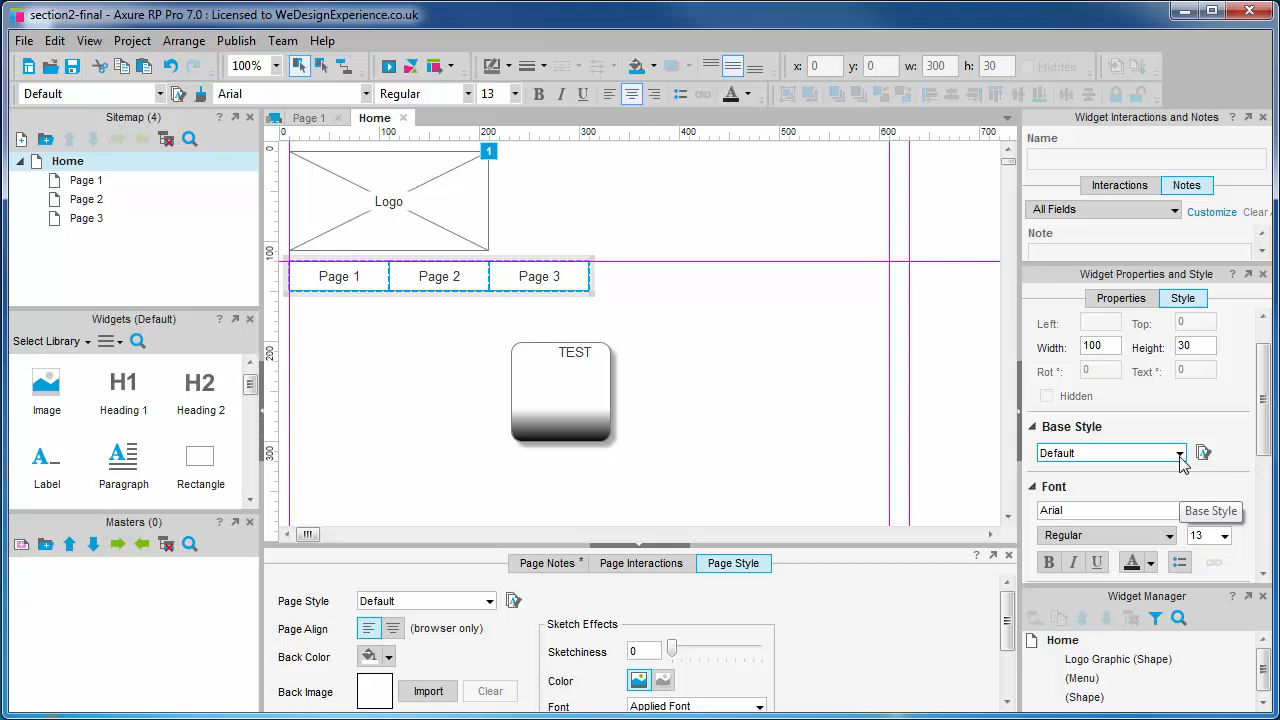 section2-final - Axure RP Pro 7.0 : Licensed to WeDesignExperience.co.uk
File Edit View Project Arrange Publish Team Help
100% x: 0 y: 0 w: 300 h: 30 Hidden
Default Arial Regular 13 B I U A
Sitemap (4) ?
Home
Page 1
Page 2
Page 3
Widgets (Default) ?
Select Library
Image
H1 Heading 1
H2 Heading 2
A Label
A Paragraph
Rectangle
Masters (0) ?
Page 1 Home
0 100 200 300 400 500 600 700
0 100 200 300
1
Logo
Page 1 Page 2 Page 3
TEST
Page Notes * Page Interactions Page Style ?
Page Style Default
Page Align (browser only)
Back Color
Back Image Import Clear
Sketch Effects
Sketchiness 0
Color
Font Applied Font
Widget Interactions and Notes ?
Name
Interactions Notes
All Fields Customize Clear
Note
Widget Properties and Style ?
Properties Style
Left: Top: 0
Width: 100 Height: 30
Rot °: 0 Text °: 0
Hidden
Base Style
Default
Font
Arial Base Style
Regular 13
B I U A
Widget Manager ?
Home
Logo Graphic (Shape)
(Menu)
(Shape)